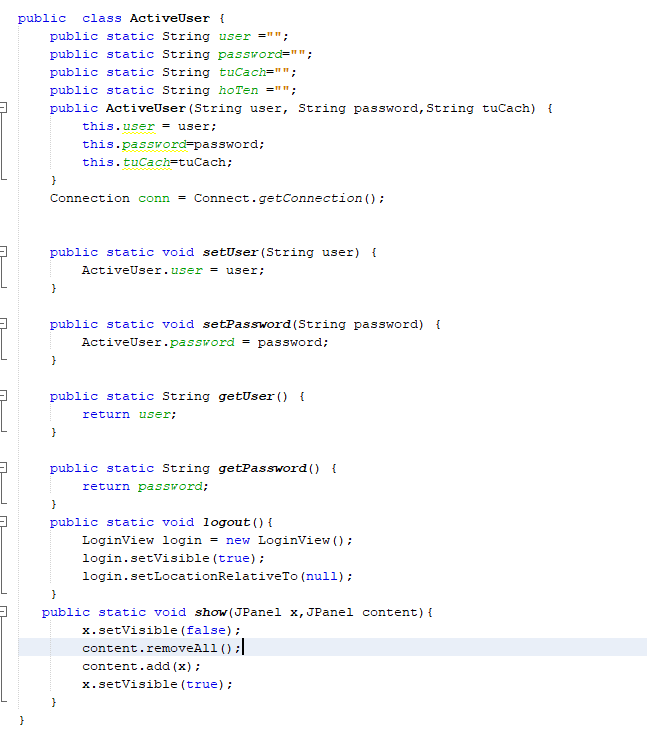 public  class ActiveUser {
    public static String user ="";
    public static String password="";
    public static String tuCach="";
    public static String hoTen ="";
    public ActiveUser(String user, String password,String tuCach) {
        this.user = user;
        this.password=password;
        this.tuCach=tuCach;
    }
    Connection conn = Connect.getConnection();
    public static void setUser(String user) {
        ActiveUser.user = user;
    }
    public static void setPassword(String password) {
        ActiveUser.password = password;
    }
    public static String getUser() {
        return user;
    }
    public static String getPassword() {
        return password;
    }
    public static void logout(){
        LoginView login = new LoginView();
        login.setVisible(true);
        login.setLocationRelativeTo(null);
    }
   public static void show(JPanel x,JPanel content){
        x.setVisible(false);
        content.removeAll();
        content.add(x);
        x.setVisible(true);
    }
}